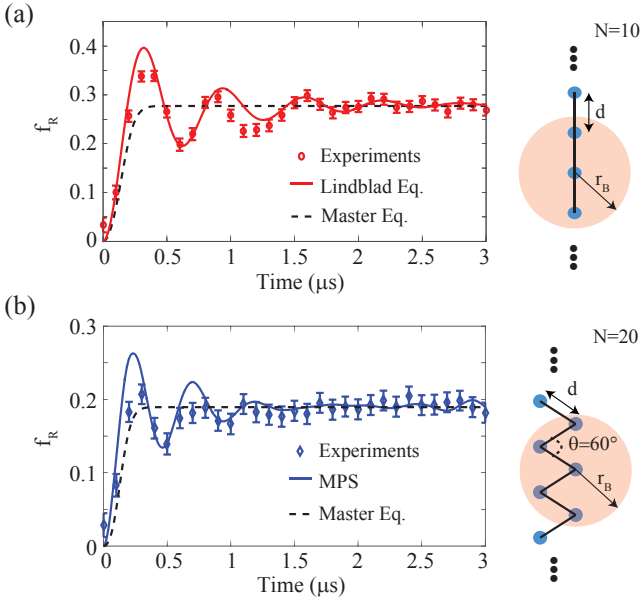 (a)
N=10
f_R
0.4
0.3
0.2
0.1
0
Experiments
Lindblad Eq.
Master Eq.
0 0.5 1 1.5 2 2.5 3
Time (μs)
d
r_B
(b)
N=20
f_R
0.3
0.2
0.1
0
Experiments
MPS
Master Eq.
0 0.5 1 1.5 2 2.5 3
Time (μs)
d
θ=60°
r_B